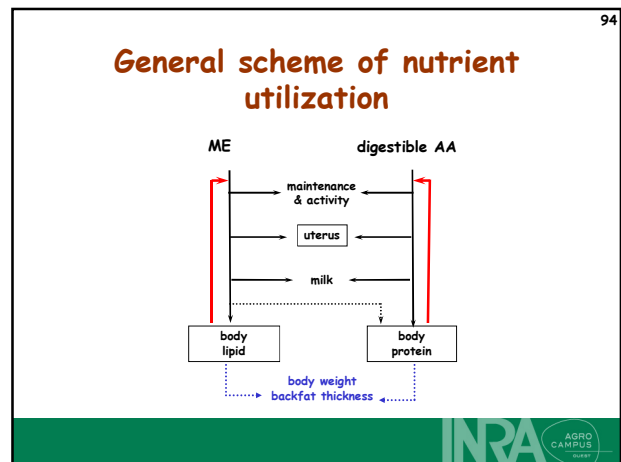 94
General scheme of nutrient
utilization
ME
digestible AA
maintenance
& activity
uterus
milk
body
lipid
body
protein
body weight
backfat thickness
INRA
AGRO
CAMPUS
OUEST